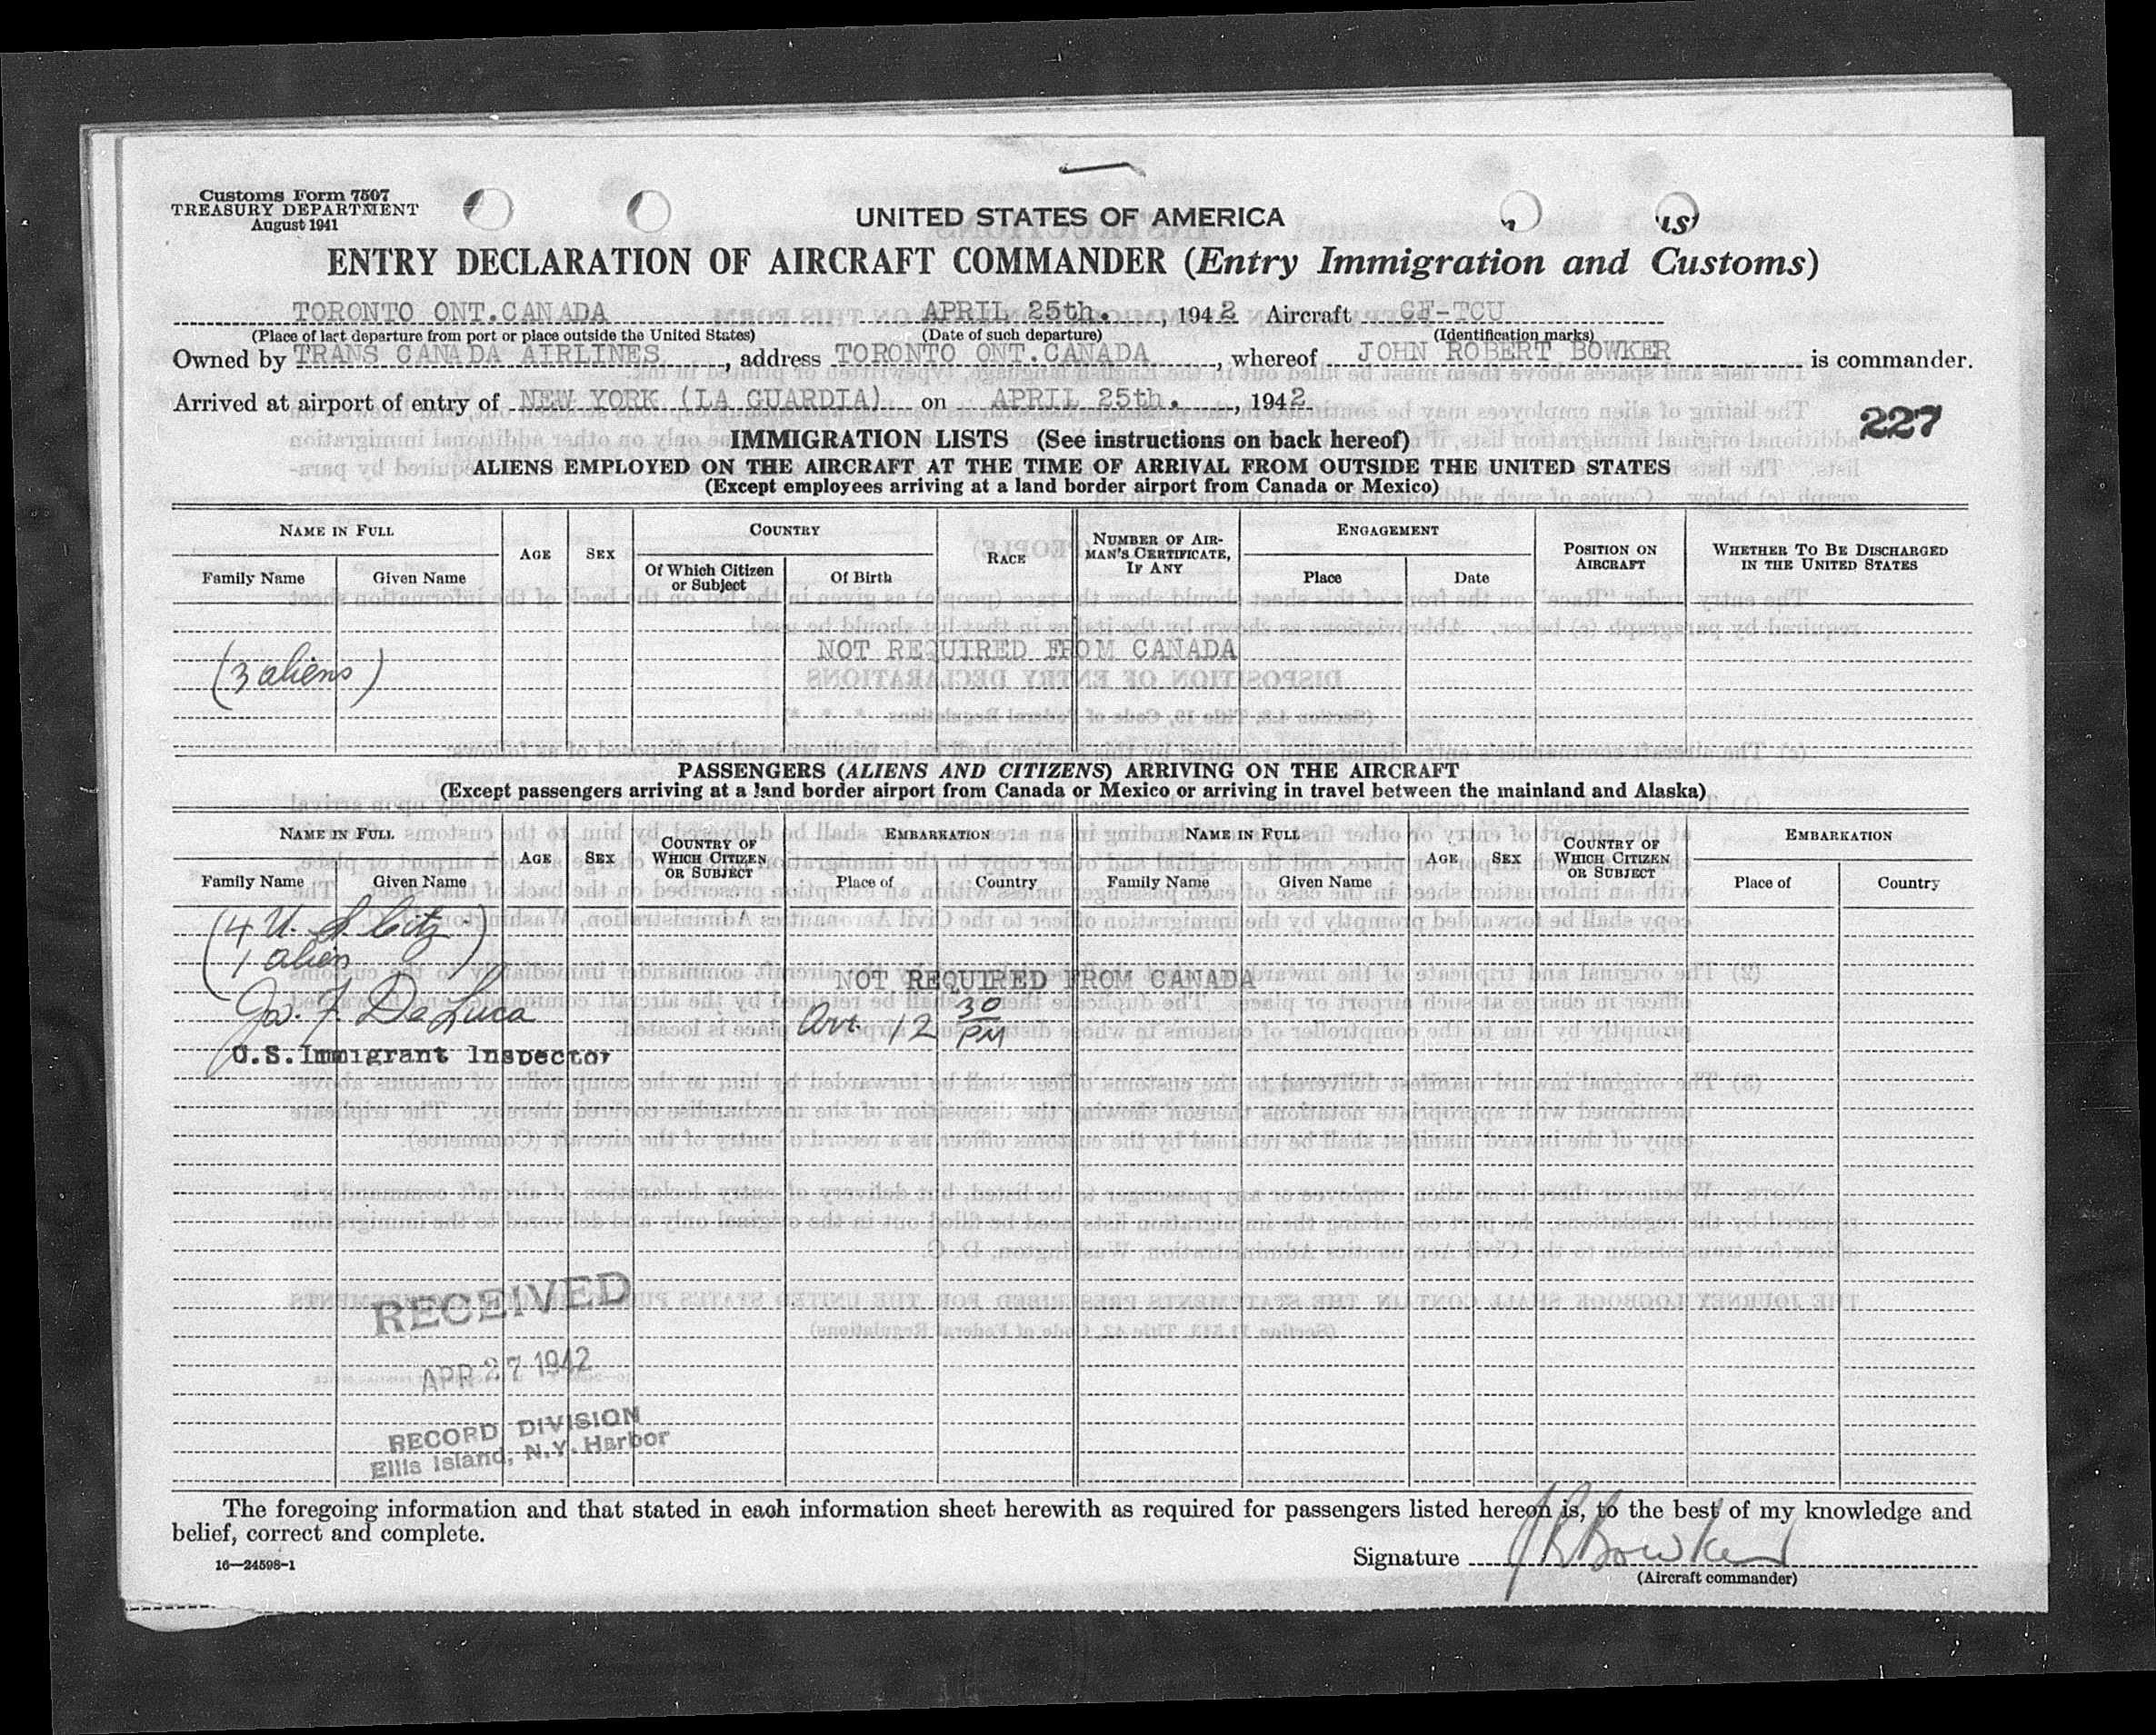 Customs Form 7507
TREASURY DEPARTMENT
August 1941
UNITED STATES OF AMERICA
ENTRY DECLARATION OF AIRCRAFT COMMANDER (Entry Immigration and Customs)
TORONTO ONT.CANADA APRIL 25th. , 1942 Aircraft CF-TCU
(Place of last departure from port or place outside the United States) (Date of such departure) (Identification marks)
Owned by TRANS CANADA AIRLINES , address TORONTO ONT.CANADA , whereof JOHN ROBERT BOWKER is commander.
Arrived at airport of entry of NEW YORK (LA GUARDIA) on APRIL 25th. , 1942
227
IMMIGRATION LISTS (See instructions on back hereof)
ALIENS EMPLOYED ON THE AIRCRAFT AT THE TIME OF ARRIVAL FROM OUTSIDE THE UNITED STATES
(Except employees arriving at a land border airport from Canada or Mexico)
NAME IN FULL AGE SEX COUNTRY RACE NUMBER OF AIRMAN'S CERTIFICATE, IF ANY ENGAGEMENT POSITION ON AIRCRAFT WHETHER TO BE DISCHARGED IN THE UNITED STATES
Family Name Given Name Of Which Citizen or Subject Of Birth Place Date
NOT REQUIRED FROM CANADA
(3 aliens)
PASSENGERS (ALIENS AND CITIZENS) ARRIVING ON THE AIRCRAFT
(Except passengers arriving at a land border airport from Canada or Mexico or arriving in travel between the mainland and Alaska)
NAME IN FULL AGE SEX COUNTRY OF WHICH CITIZEN OR SUBJECT EMBARKATION NAME IN FULL AGE SEX COUNTRY OF WHICH CITIZEN OR SUBJECT EMBARKATION
Family Name Given Name Place of Country Family Name Given Name Place of Country
(4 U. S. Citz)
1 alien
NOT REQUIRED FROM CANADA
Jos. F. DeLuca Arr. 12 30 PM
U.S.Immigrant Inspector
RECEIVED
APR 27 1942
RECORD DIVISION
Ellis Island, N.Y. Harbor
The foregoing information and that stated in each information sheet herewith as required for passengers listed hereon is, to the best of my knowledge and
belief, correct and complete.
16—24598-1
Signature J R Bowker
(Aircraft commander)